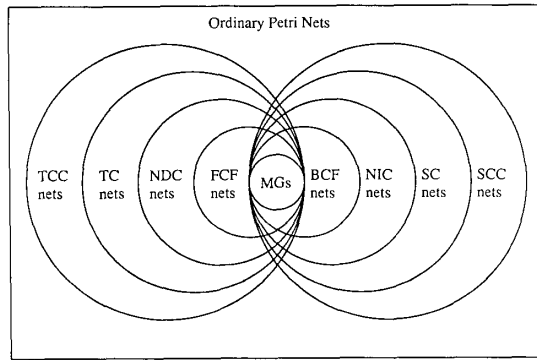 Ordinary Petri Nets
TCC
nets
TC
nets
NDC
nets
FCF
nets
MGs
BCF
nets
NIC
nets
SC
nets
SCC
nets